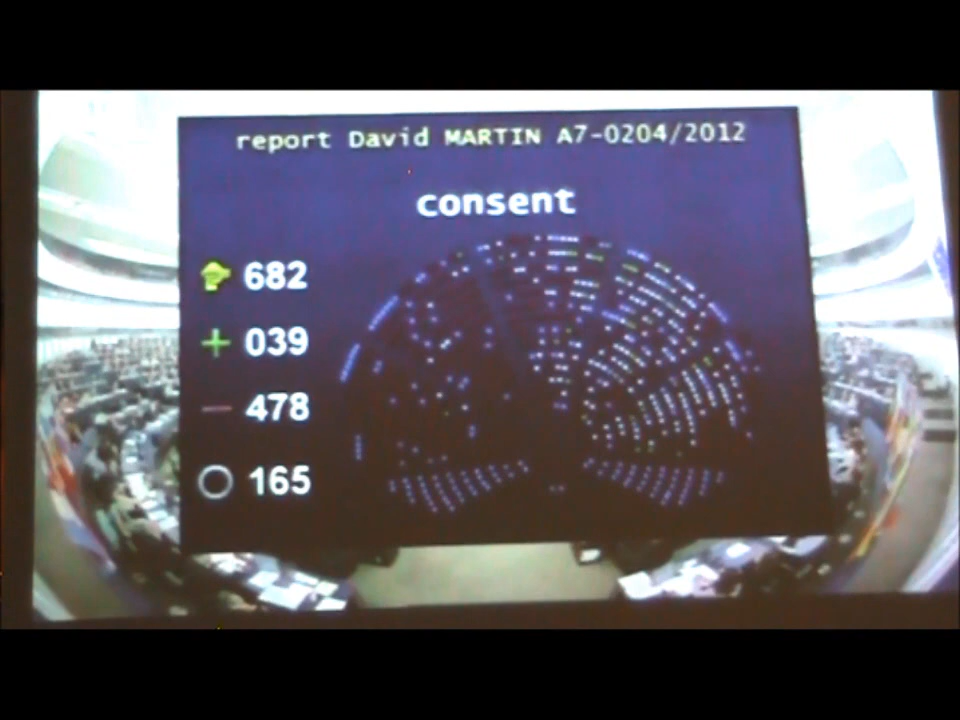 report David MARTIN A7-0204/2012
consent
682
+ 039
- 478
165